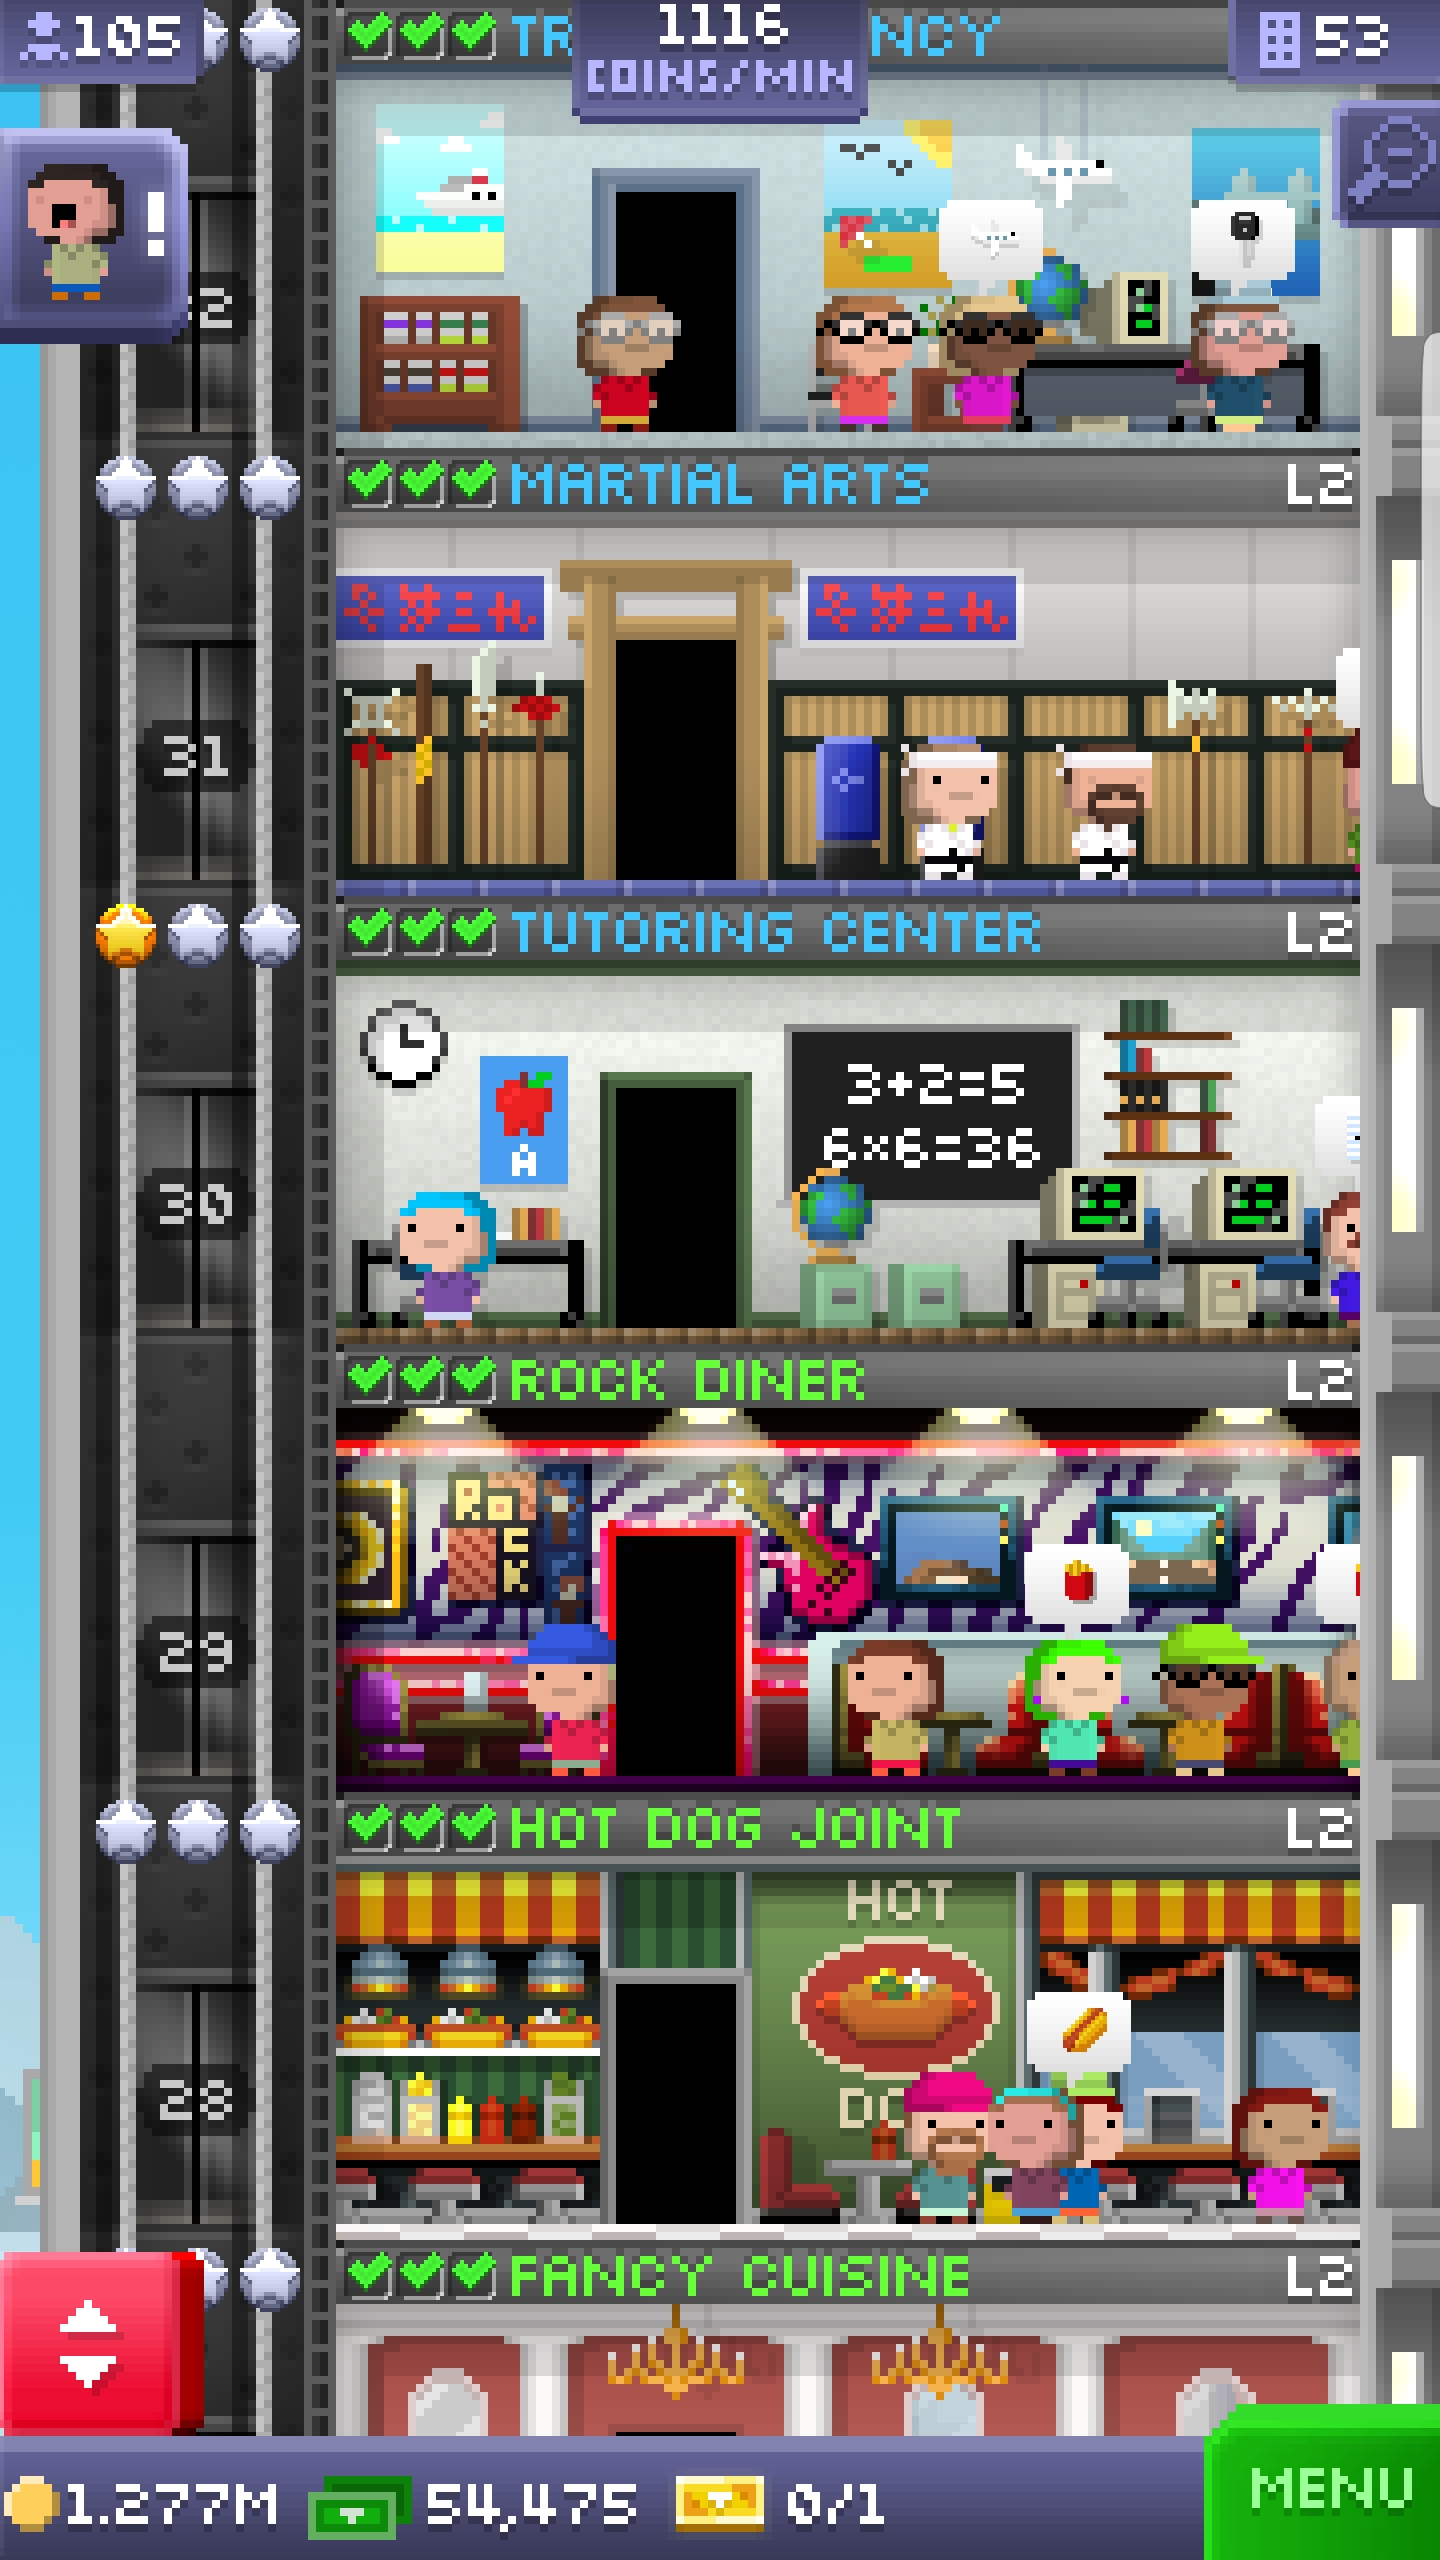 105
1116
COINS/MIN
53
TR NCY
!
MARTIAL ARTS L2
31
TUTORING CENTER L2
A
3+2=5
6×6=36
30
ROCK DINER L2
RO
CK
29
HOT DOG JOINT L2
HOT
28
FANCY CUISINE L2
1.277M 54,475 0/1
MENU